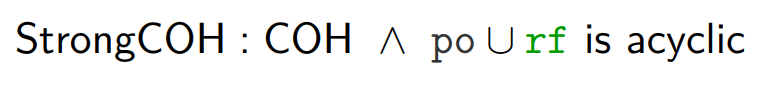 StrongCOH : COH ∧ po ∪ rf is acyclic